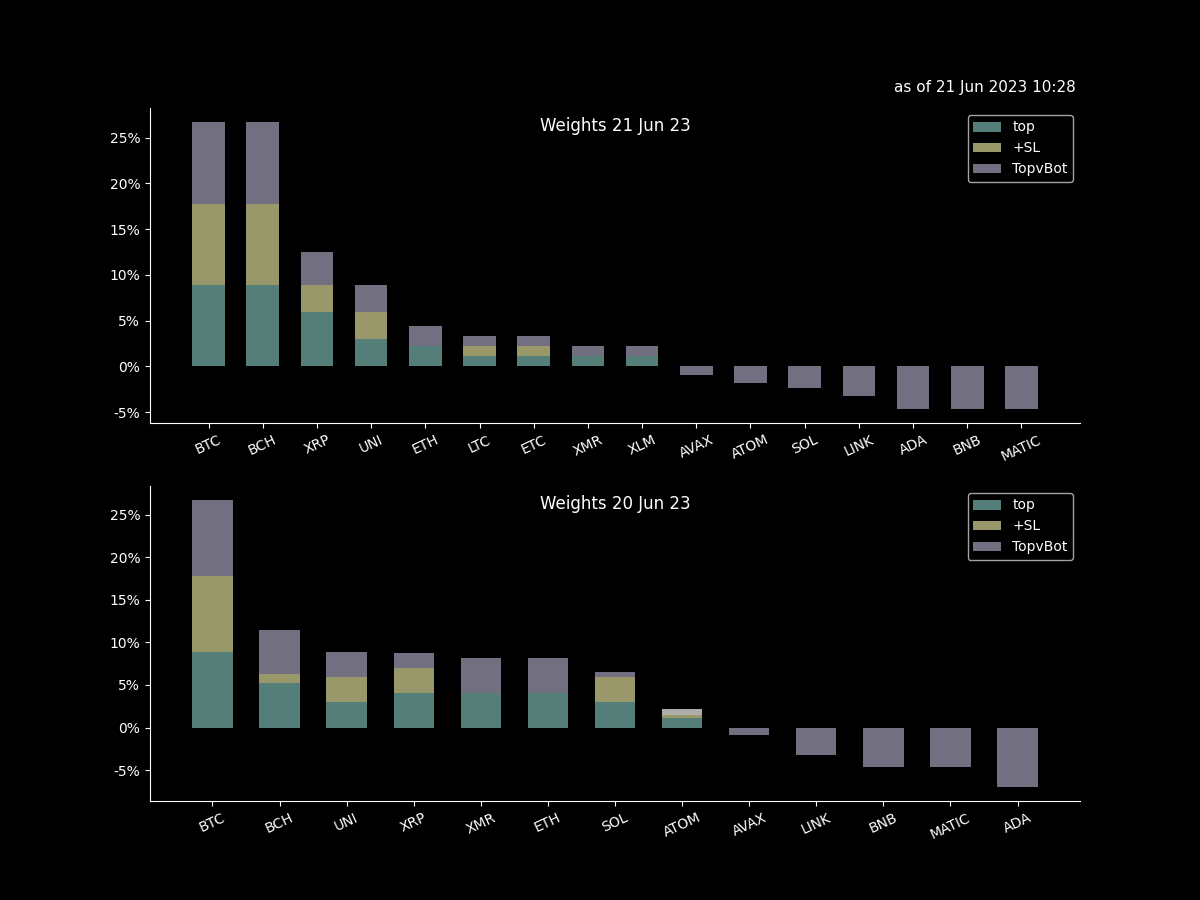 as of 21 Jun 2023 10:28
Weights 21 Jun 23
top
+SL
TopvBot
25%
20%
15%
10%
5%
0%
-5%
BTC BCH XRP UNI ETH LTC ETC XMR XLM AVAX ATOM SOL LINK ADA BNB MATIC
Weights 20 Jun 23
top
+SL
TopvBot
25%
20%
15%
10%
5%
0%
-5%
BTC BCH UNI XRP XMR ETH SOL ATOM AVAX LINK BNB MATIC ADA